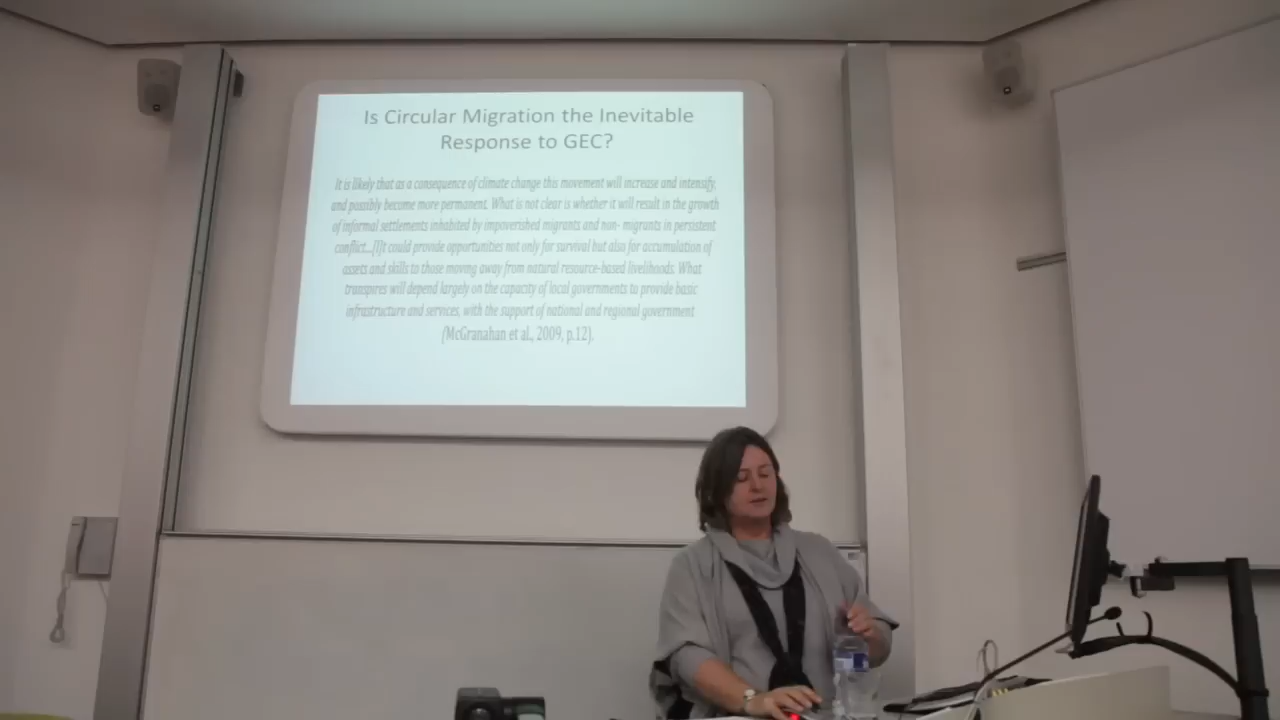 Is Circular Migration the Inevitable
Response to GEC?
It is likely that as a consequence of climate change this movement will increase and intensify,
and possibly become more permanent. What is not clear is whether it will result in the growth
of informal settlements inhabited by impoverished migrants and non- migrants in persistent
conflict...[I]t could provide opportunities not only for survival but also for accumulation of
assets and skills to those moving away from natural resource-based livelihoods. What
transpires will depend largely on the capacity of local governments to provide basic
infrastructure and services, with the support of national and regional government
(McGranahan et al., 2009, p.12).